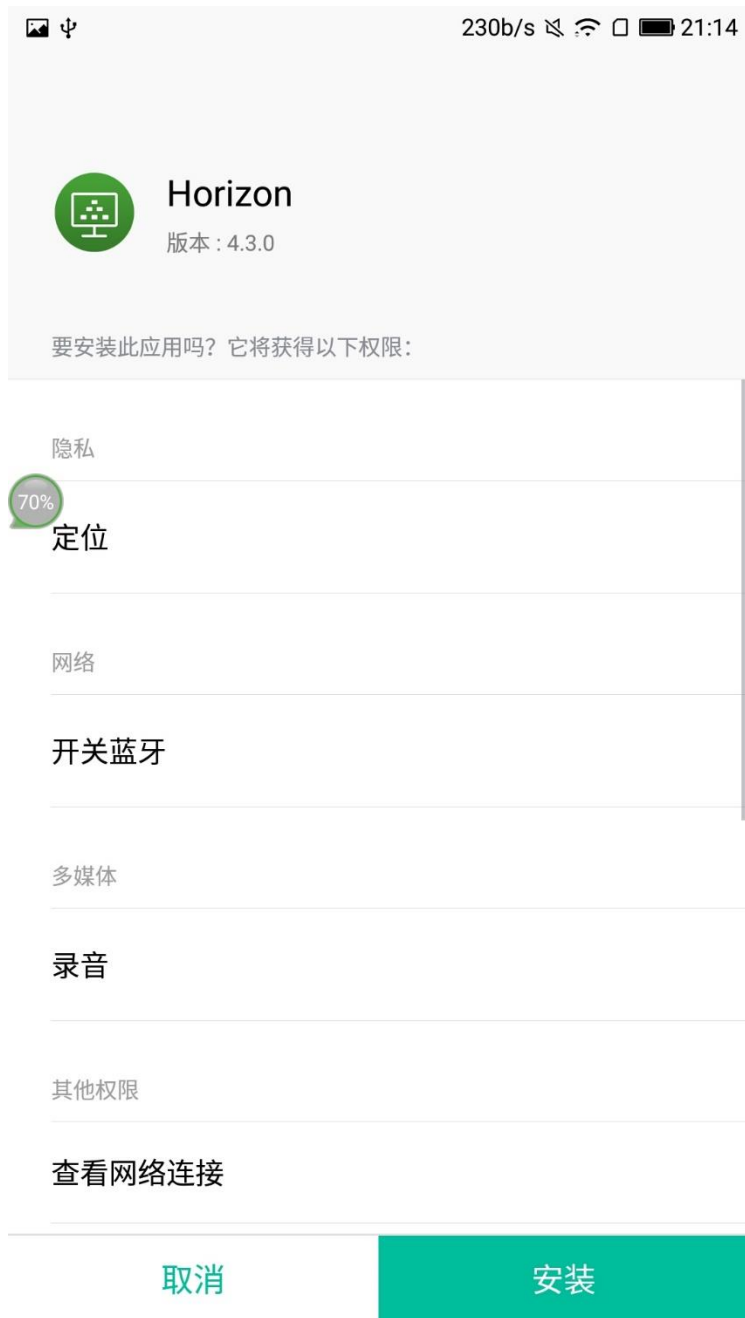 230b/s 21:14
Horizon
版本 : 4.3.0
要安装此应用吗？它将获得以下权限：
隐私
70%
定位
网络
开关蓝牙
多媒体
录音
其他权限
查看网络连接
取消 安装